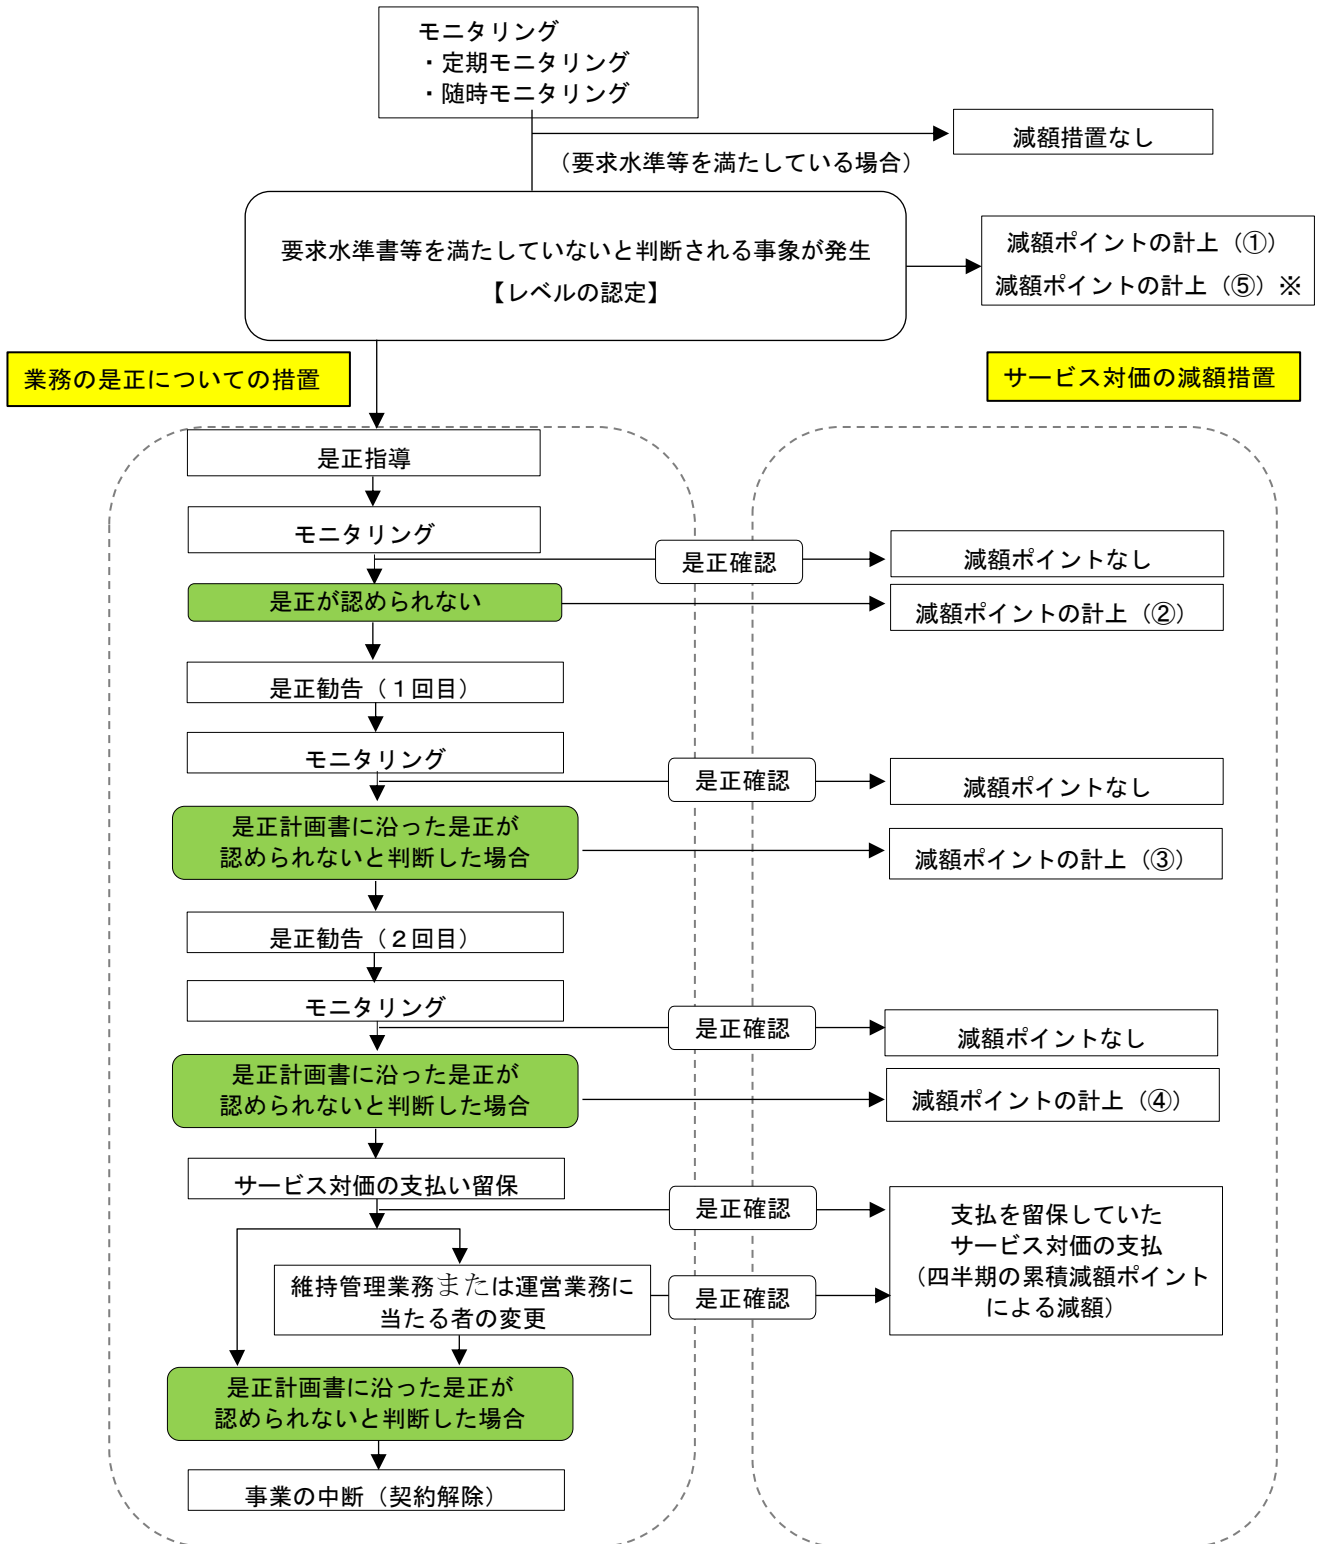 モニタリング
・定期モニタリング
・随時モニタリング
減額措置なし
（要求水準等を満たしている場合）
要求水準書等を満たしていないと判断される事象が発生
【レベルの認定】
減額ポイントの計上（①）
減額ポイントの計上（⑤）※
業務の是正についての措置
サービス対価の減額措置
是正指導
モニタリング
是正確認
減額ポイントなし
是正が認められない
減額ポイントの計上（②）
是正勧告（１回目）
モニタリング
是正確認
減額ポイントなし
是正計画書に沿った是正が
認められないと判断した場合
減額ポイントの計上（③）
是正勧告（２回目）
モニタリング
是正確認
減額ポイントなし
是正計画書に沿った是正が
認められないと判断した場合
減額ポイントの計上（④）
サービス対価の支払い留保
是正確認
支払を留保していた
サービス対価の支払
（四半期の累積減額ポイント
による減額）
維持管理業務または運営業務に
当たる者の変更
是正確認
是正計画書に沿った是正が
認められないと判断した場合
事業の中断（契約解除）